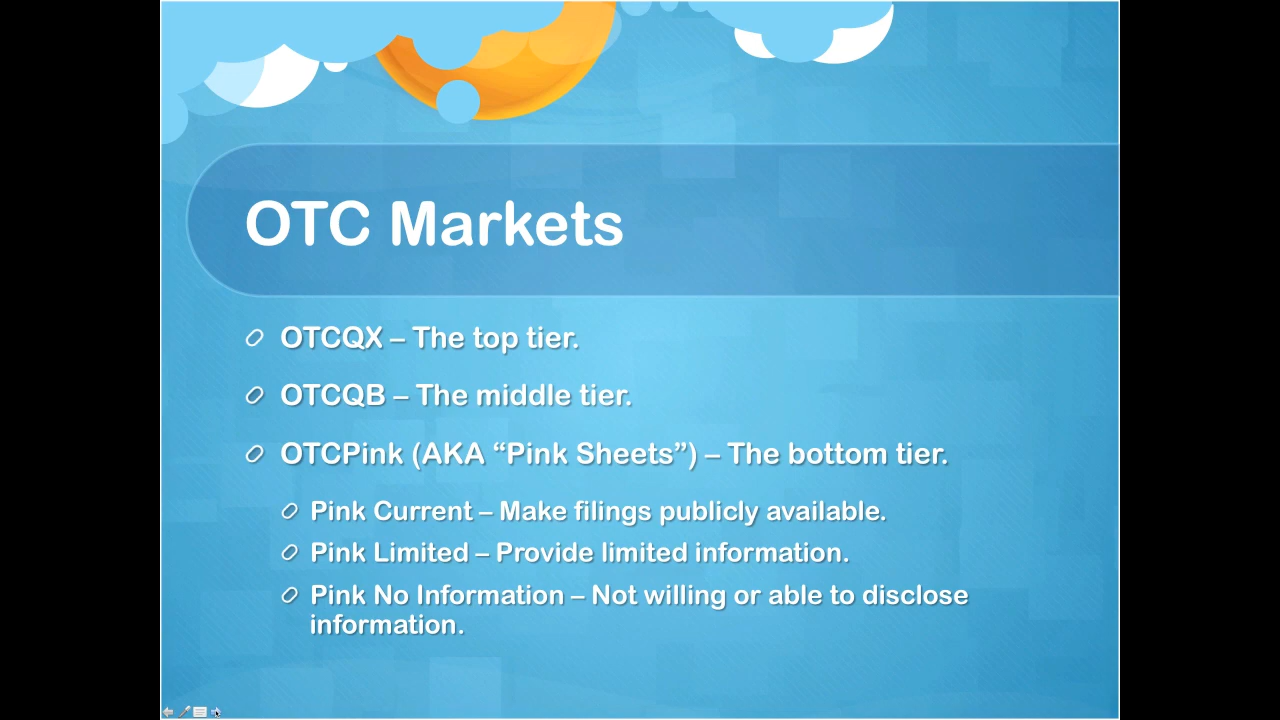 OTC Markets
OTCQX – The top tier.
OTCQB – The middle tier.
OTCPink (AKA “Pink Sheets”) – The bottom tier.
Pink Current – Make filings publicly available.
Pink Limited – Provide limited information.
Pink No Information – Not willing or able to disclose
information.